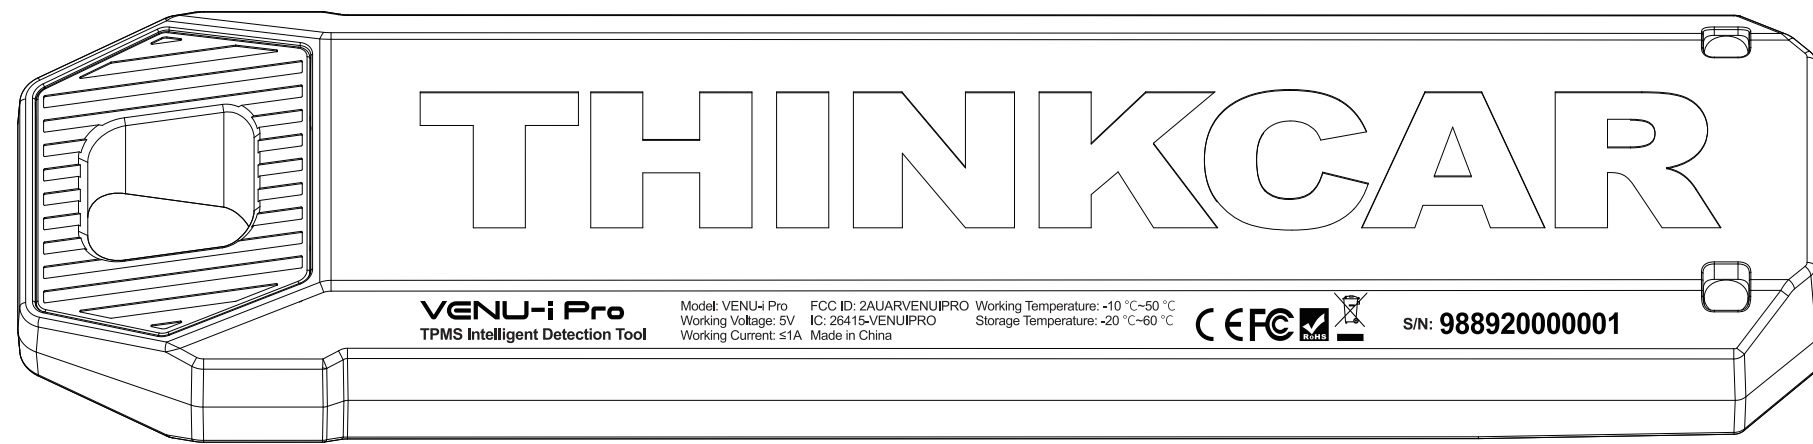 THINKCAR
VENU-i Pro
TPMS Intelligent Detection Tool
Model: VENU-i Pro FCC ID: 2AUARVENUIPRO Working Temperature: -10 °C~50 °C
Working Voltage: 5V IC: 26415-VENUIPRO Storage Temperature: -20 °C~60 °C
Working Current: ≤1A Made in China
CE FC RoHS
S/N: 988920000001